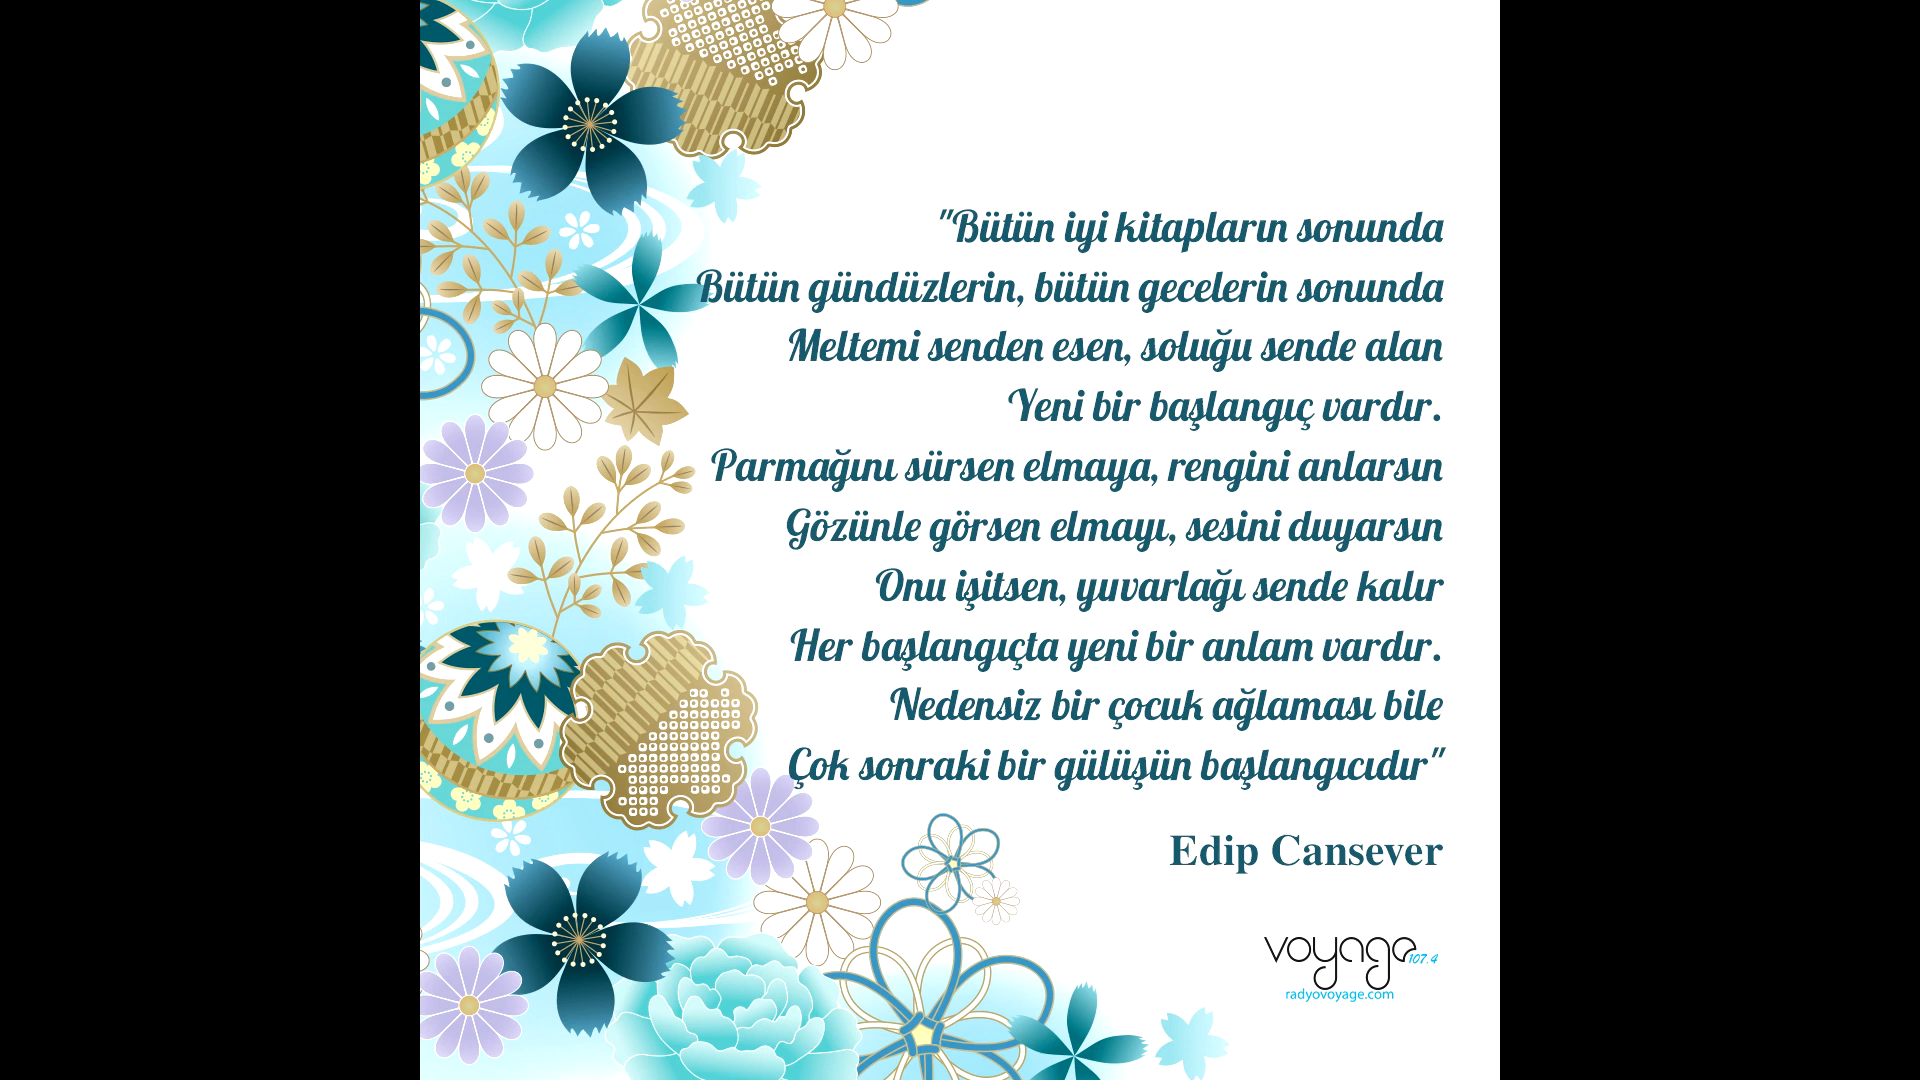 "Bütün iyi kitapların sonunda
Bütün gündüzlerin, bütün gecelerin sonunda
Meltemi senden esen, soluğu sende alan
Yeni bir başlangıç vardır.
Parmağını sürsen elmaya, rengini anlarsın
Gözünle görsen elmayı, sesini duyarsın
Onu işitsen, yuvarlağı sende kalır
Her başlangıçta yeni bir anlam vardır.
Nedensiz bir çocuk ağlaması bile
Çok sonraki bir gülüşün başlangıcıdır"
Edip Cansever
voyage 107.4
radyovoyage.com